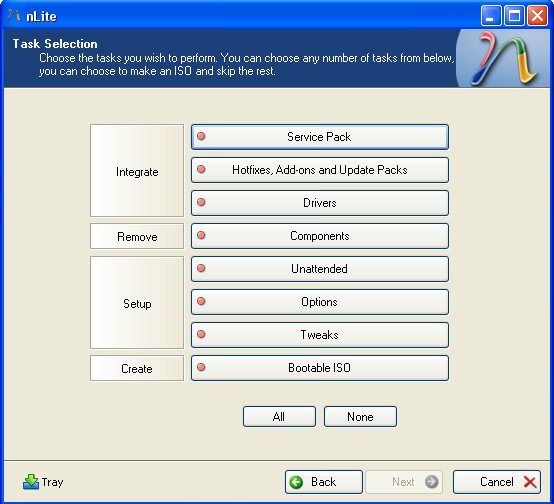 nLite
Task Selection
Choose the tasks you wish to perform. You can choose any number of tasks from below,
you can choose to make an ISO and skip the rest.
Integrate
Service Pack
Hotfixes, Add-ons and Update Packs
Drivers
Remove
Components
Setup
Unattended
Options
Tweaks
Create
Bootable ISO
All
None
Tray
Back
Next
Cancel